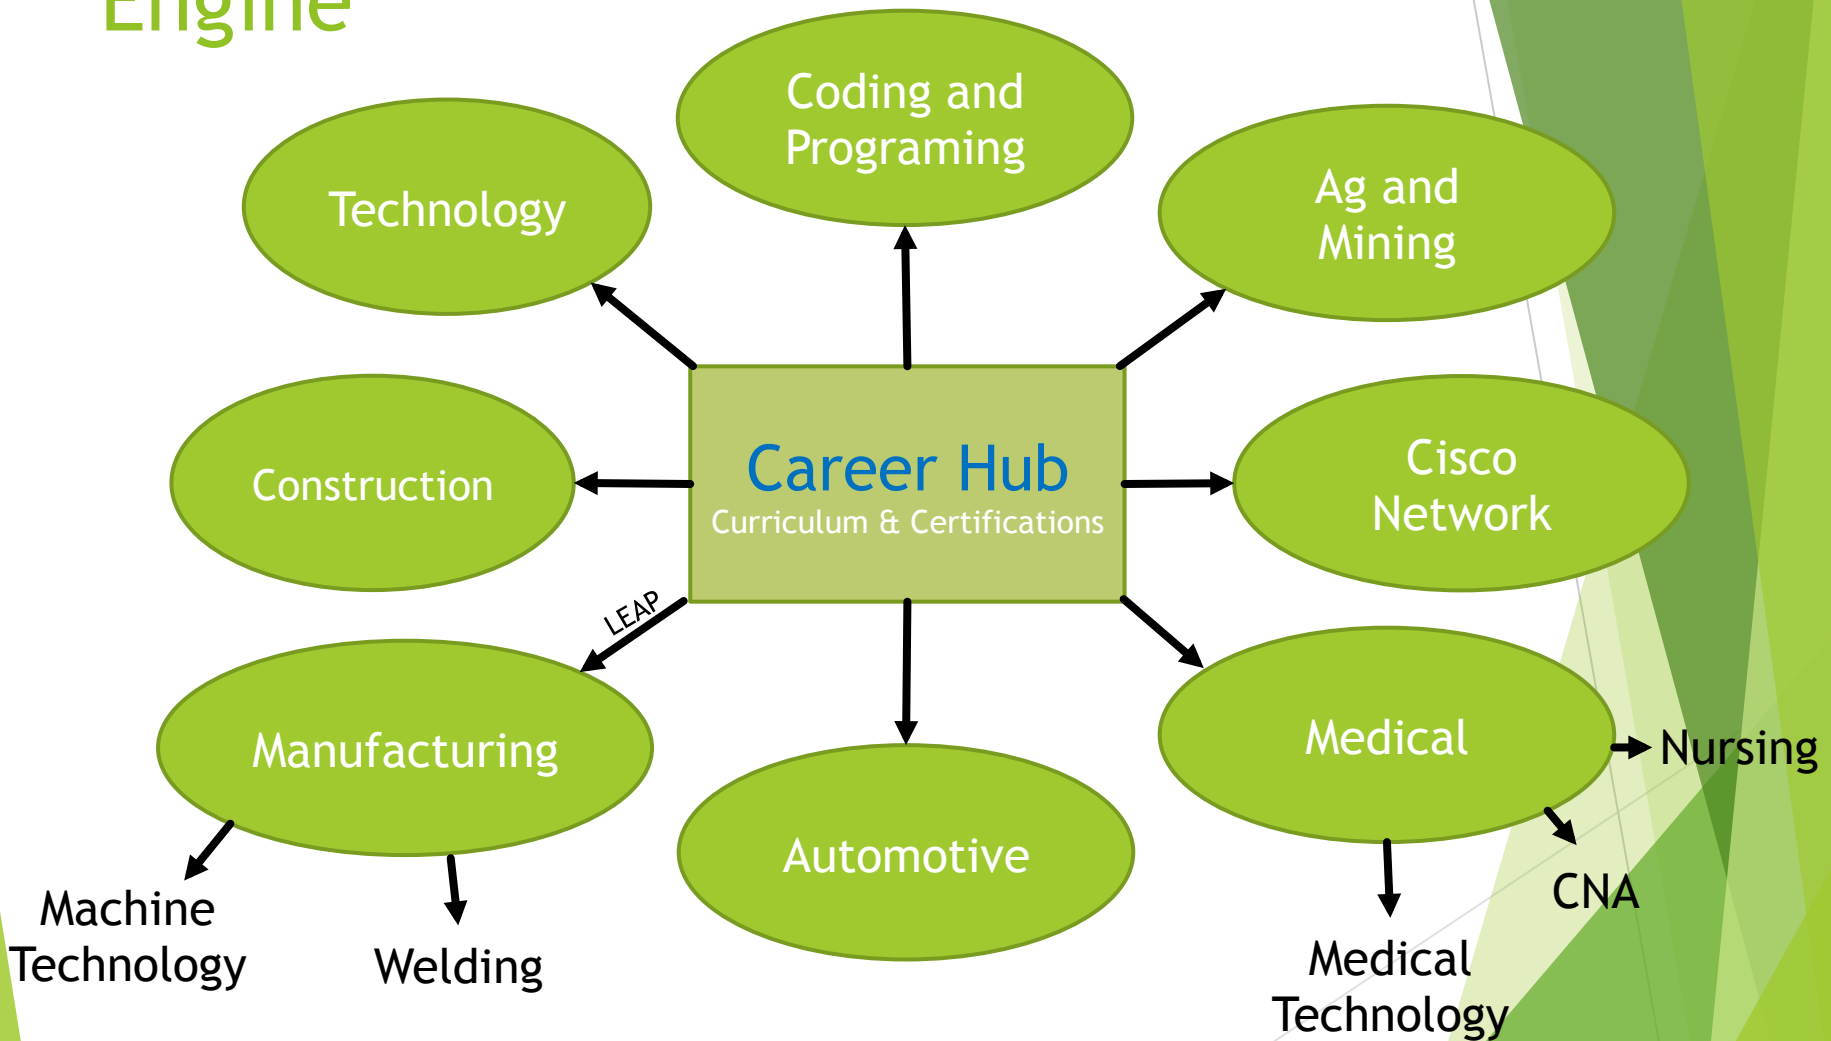 Engine
Coding and
Programing
Technology
Ag and
Mining
Career Hub
Curriculum & Certifications
Construction
Cisco
Network
LEAP
Manufacturing
Medical
Nursing
Automotive
CNA
Machine
Technology
Welding
Medical
Technology